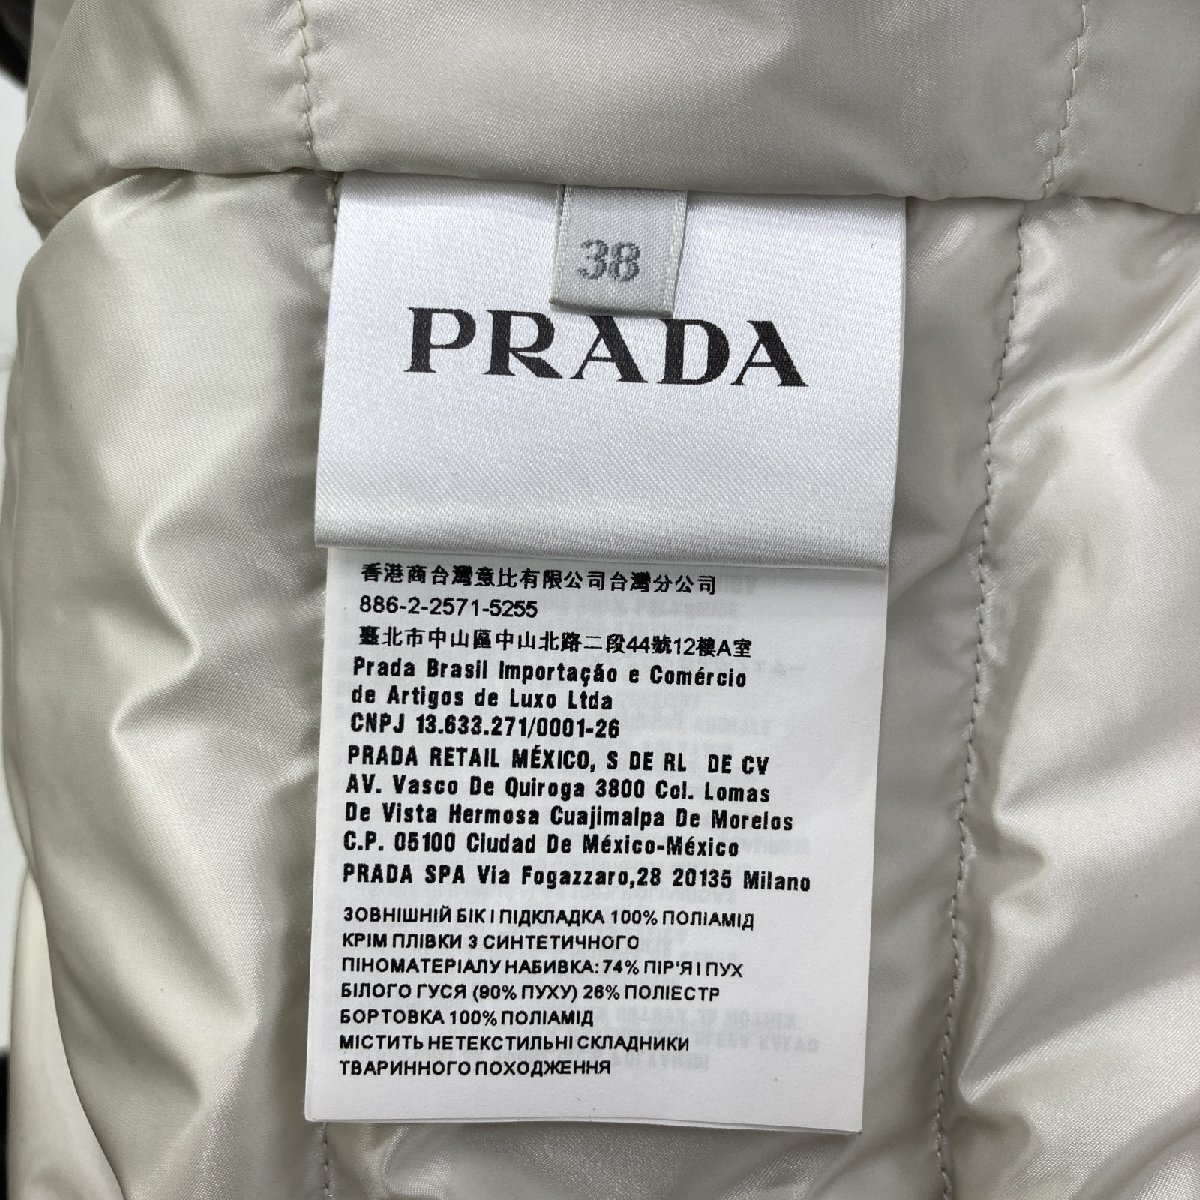 38
PRADA
香港商台灣意比有限公司台灣分公司
886-2-2571-5255
臺北市中山區中山北路二段44號12樓A室
Prada Brasil Importação e Comércio
de Artigos de Luxo Ltda
CNPJ 13.633.271/0001-26
PRADA RETAIL MÉXICO, S DE RL DE CV
AV. Vasco De Quiroga 3800 Col. Lomas
De Vista Hermosa Cuajimalpa De Morelos
C.P. 05100 Ciudad De México-México
PRADA SPA Via Fogazzaro,28 20135 Milano
ЗОВНІШНІЙ БІК І ПІДКЛАДКА 100% ПОЛІАМІД
КРІМ ПЛІВКИ З СИНТЕТИЧНОГО
ПІНОМАТЕРІАЛУ НАБИВКА: 74% ПІР'Я І ПУХ
БІЛОГО ГУСЯ (90% ПУХУ) 26% ПОЛІЕСТР
БОРТОВКА 100% ПОЛІАМІД
МІСТИТЬ НЕТЕКСТИЛЬНІ СКЛАДНИКИ
ТВАРИННОГО ПОХОДЖЕННЯ